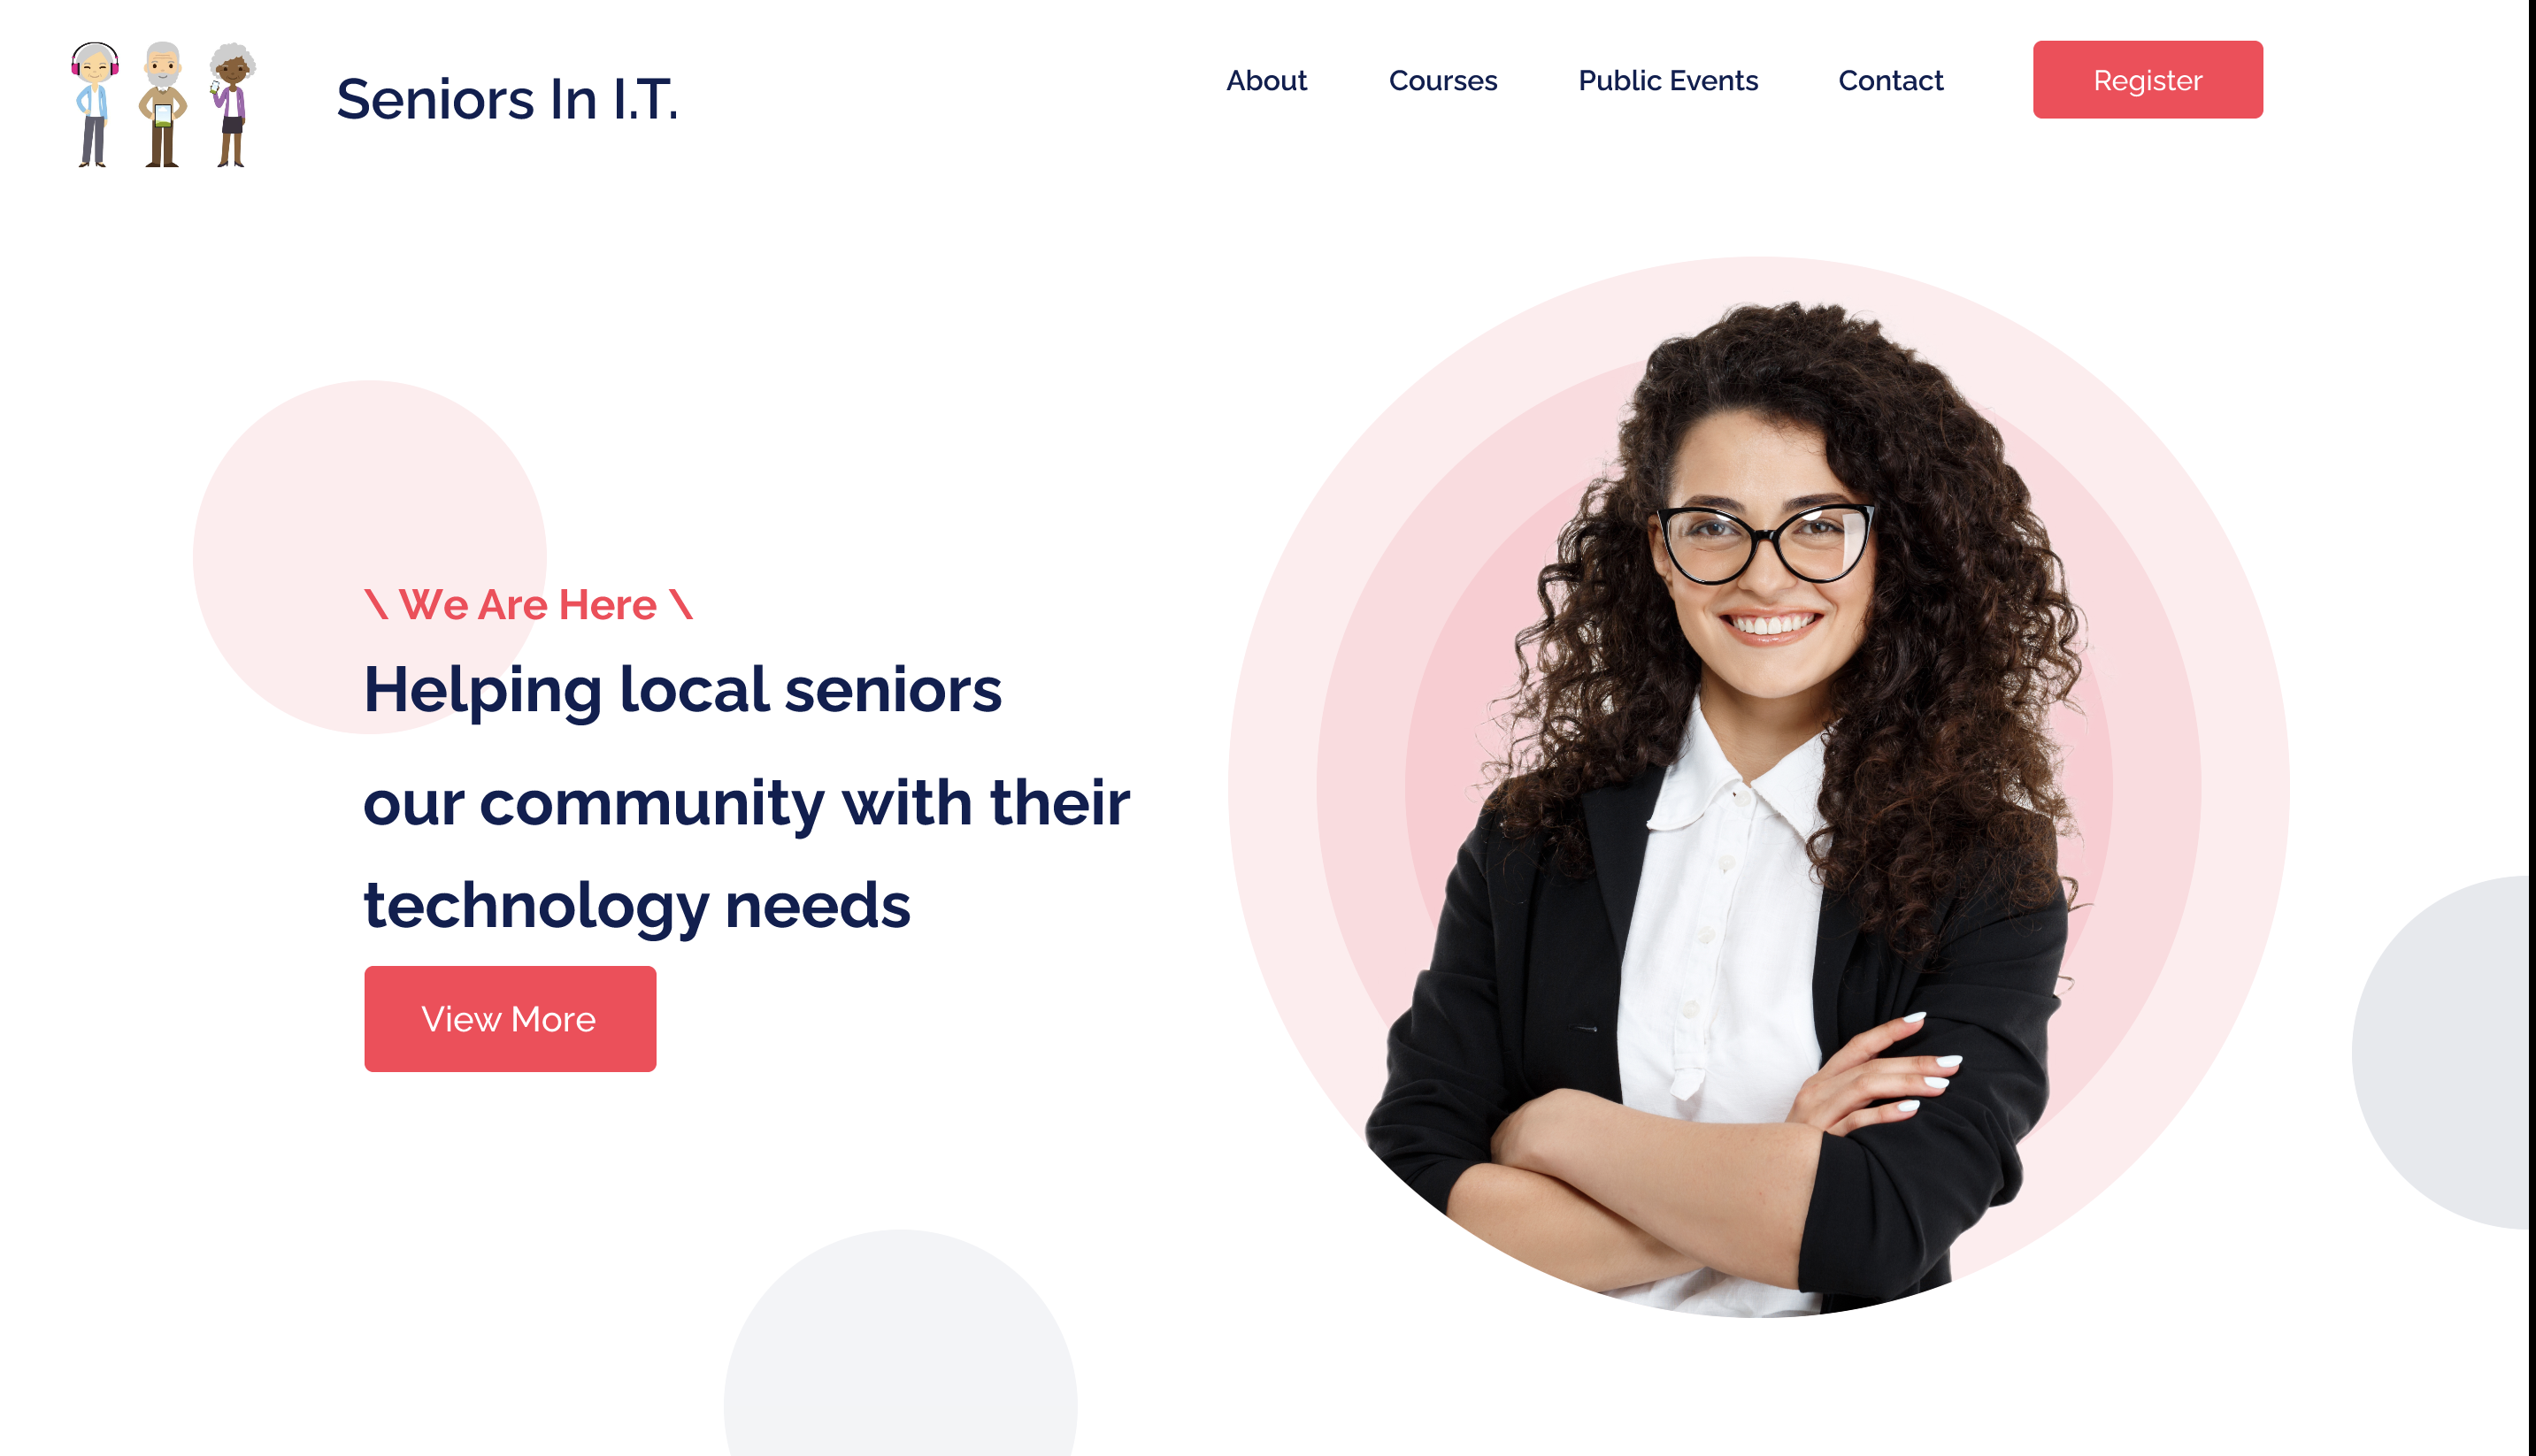 Seniors In I.T.
About
Courses
Public Events
Contact
Register
\ We Are Here \
Helping local seniors
our community with their
technology needs
View More